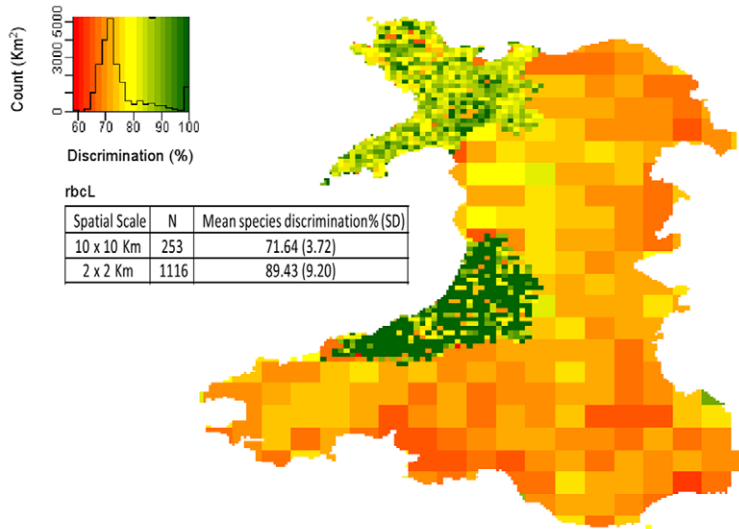 5000
3000
0
Count (Km²)
60 70 80 90 100
Discrimination (%)
rbcL
Spatial Scale N Mean species discrimination% (SD)
10 x 10 Km 253 71.64 (3.72)
2 x 2 Km 1116 89.43 (9.20)